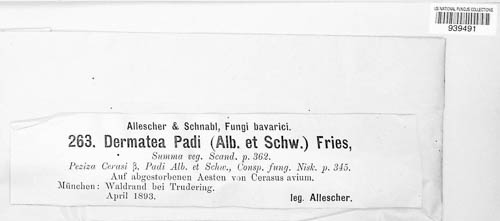 US NATIONAL FUNGUS COLLECTIONS
939491
Allescher & Schnabl, Fungi bavarici.
263. Dermatea Padi (Alb. et Schw.) Fries,
Summa veg. Scand. p. 362.
Peziza Cerasi β. Padi Alb. et Schw., Consp. fung. Nisk. p. 345.
Auf abgestorbenen Aesten von Cerasus avium.
München: Waldrand bei Trudering.
April 1893. leg. Allescher.